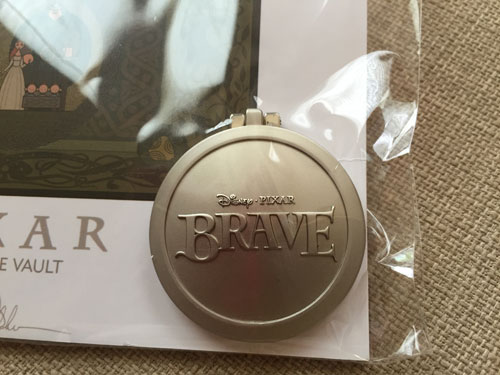 Disney · PIXAR
BRAVE
XAR
E VAULT